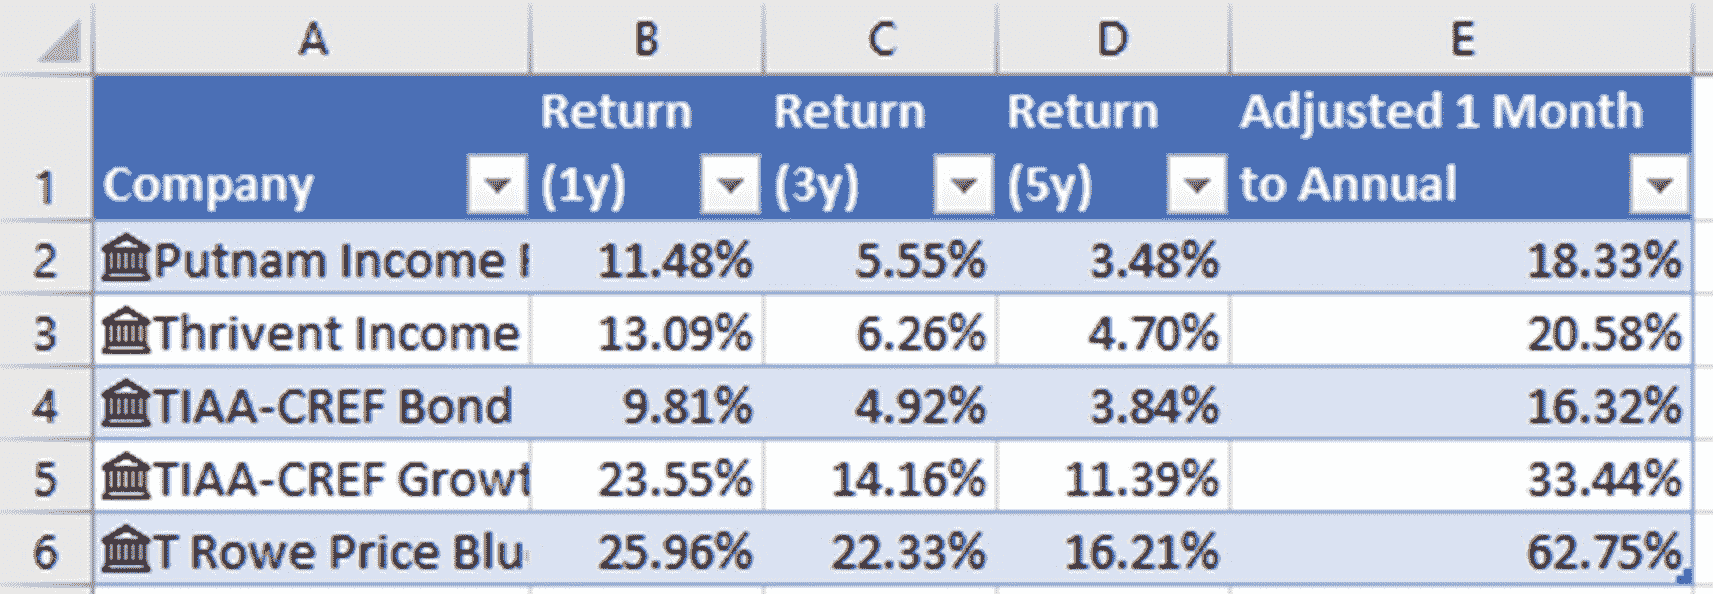 A B C D E
Return Return Return Adjusted 1 Month
1 Company (1y) (3y) (5y) to Annual
2 Putnam Income 11.48% 5.55% 3.48% 18.33%
3 Thrivent Income 13.09% 6.26% 4.70% 20.58%
4 TIAA-CREF Bond 9.81% 4.92% 3.84% 16.32%
5 TIAA-CREF Growt 23.55% 14.16% 11.39% 33.44%
6 T Rowe Price Blu 25.96% 22.33% 16.21% 62.75%